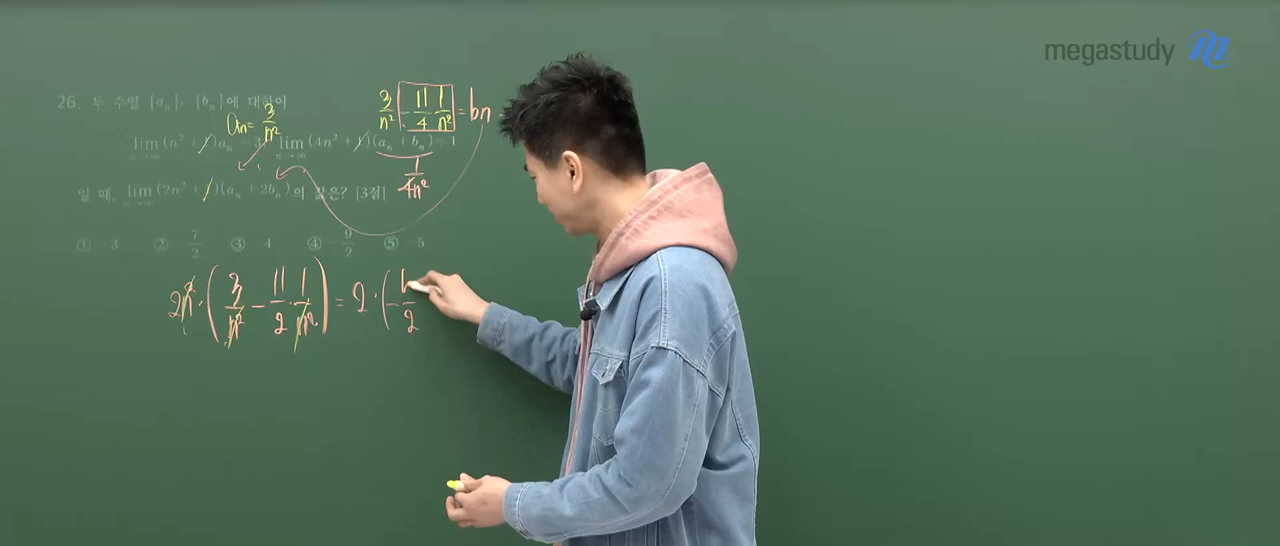 megastudy
26. 두 수열 {aₙ}, {bₙ}에 대하여
aₙ = 3/n²
3/n² - 11/4 1/n² = bn
lim n→∞ (n² + 1)aₙ = 3, lim n→∞ (4n² + 1)(aₙ + bₙ) = 1
1/4n²
일 때, lim n→∞ (2n² + 1)(aₙ + 2bₙ)의 값은? [3점]
① -3 ② -7/2 ③ -4 ④ -9/2 ⑤ -5
2n² · (3/n² - 11/2 · 1/n²) = 2 · (- /2